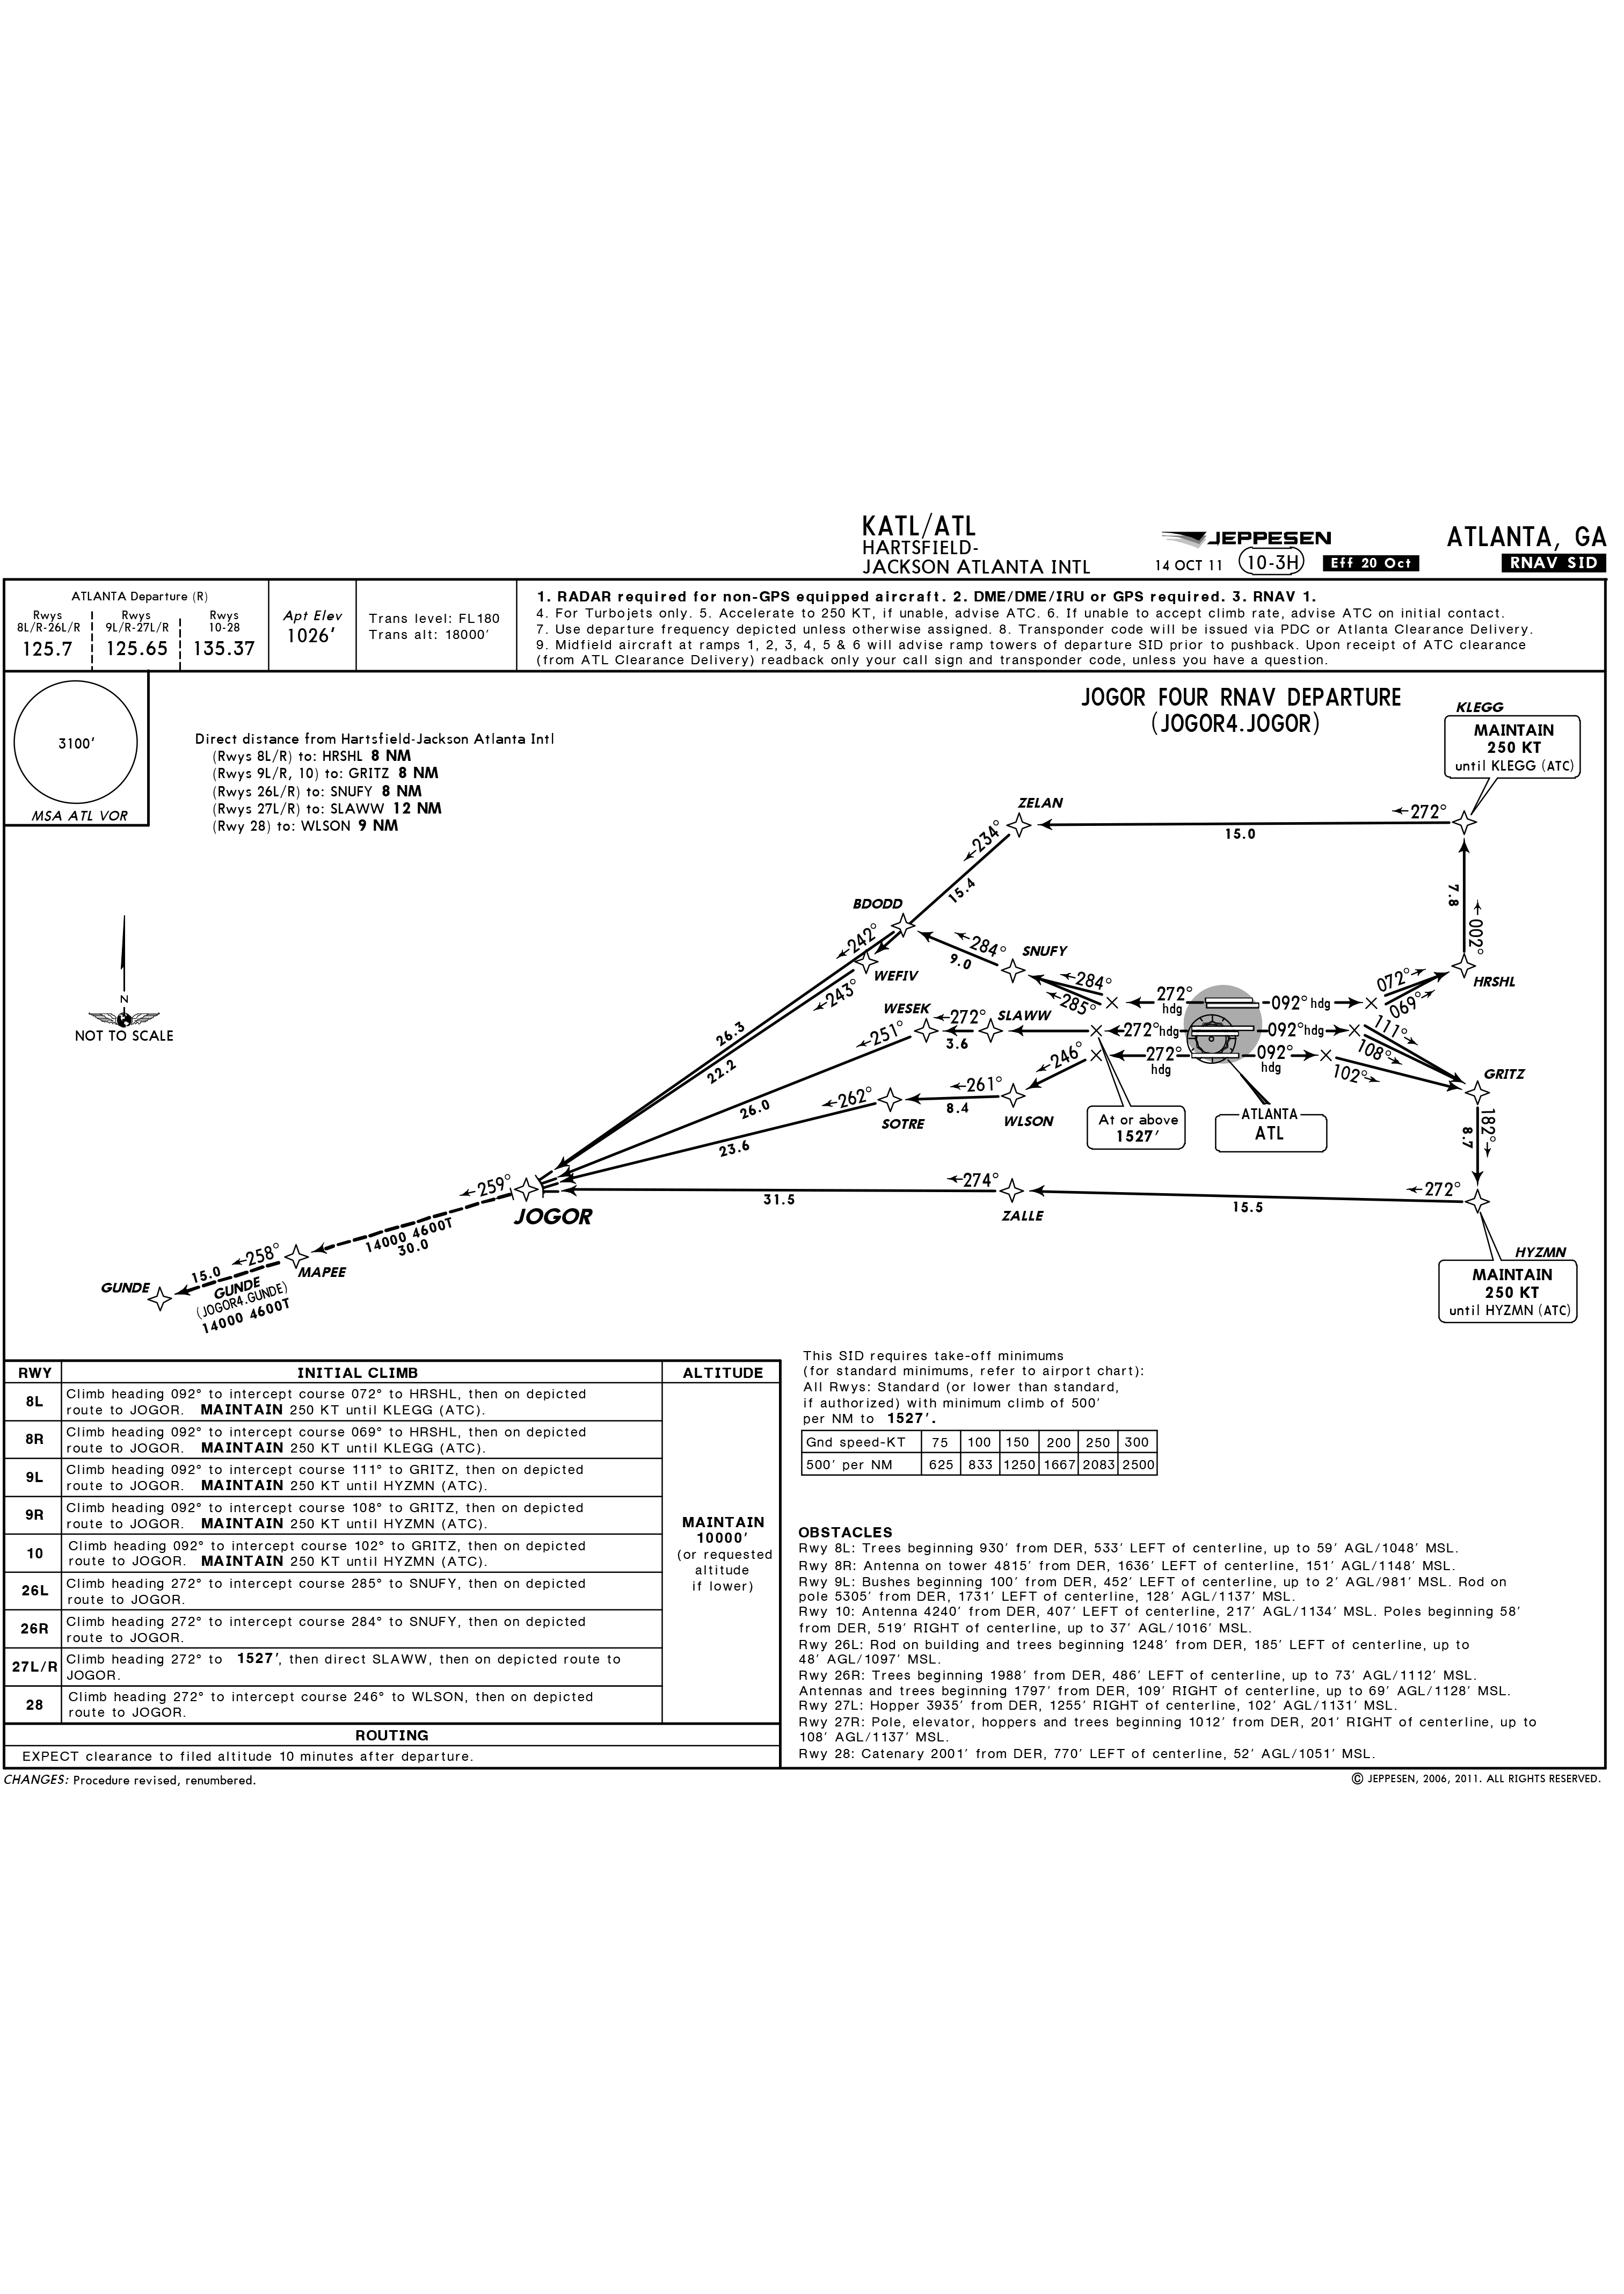 KATL/ATL
HARTSFIELD-
JACKSON ATLANTA INTL
JEPPESEN
14 OCT 11
10-3H
Eff 20 Oct
ATLANTA, GA
RNAV SID
ATLANTA Departure (R)
Rwys
8L/R-26L/R
125.7
Rwys
9L/R-27L/R
125.65
Rwys
10-28
135.37
Apt Elev
1026'
Trans level: FL180
Trans alt: 18000'
1. RADAR required for non-GPS equipped aircraft. 2. DME/DME/IRU or GPS required. 3. RNAV 1.
4. For Turbojets only. 5. Accelerate to 250 KT, if unable, advise ATC. 6. If unable to accept climb rate, advise ATC on initial contact.
7. Use departure frequency depicted unless otherwise assigned. 8. Transponder code will be issued via PDC or Atlanta Clearance Delivery.
9. Midfield aircraft at ramps 1, 2, 3, 4, 5 & 6 will advise ramp towers of departure SID prior to pushback. Upon receipt of ATC clearance
(from ATL Clearance Delivery) readback only your call sign and transponder code, unless you have a question.
3100'
MSA ATL VOR
JOGOR FOUR RNAV DEPARTURE
(JOGOR4.JOGOR)
Direct distance from Hartsfield-Jackson Atlanta Intl
(Rwys 8L/R) to: HRSHL 8 NM
(Rwys 9L/R, 10) to: GRITZ 8 NM
(Rwys 26L/R) to: SNUFY 8 NM
(Rwys 27L/R) to: SLAWW 12 NM
(Rwy 28) to: WLSON 9 NM
KLEGG
MAINTAIN
250 KT
until KLEGG (ATC)
ZELAN
272°
15.0
234°
15.4
7.8
002°
BDODD
242°
284°
9.0
SNUFY
WEFIV
243°
284°
285°
272°
hdg
092° hdg
072°
069°
HRSHL
N
NOT TO SCALE
WESEK
251°
272°
3.6
SLAWW
272° hdg
092° hdg
111°
108°
26.3
22.2
246°
272°
hdg
092°
hdg
102°
GRITZ
26.0
262°
SOTRE
261°
8.4
WLSON
At or above
1527'
ATLANTA
ATL
182°
8.7
23.6
259°
JOGOR
274°
31.5
ZALLE
272°
15.5
14000 4600T
30.0
258°
MAPEE
GUNDE
15.0
GUNDE
(JOGOR4.GUNDE)
14000 4600T
HYZMN
MAINTAIN
250 KT
until HYZMN (ATC)
RWY INITIAL CLIMB ALTITUDE
8L Climb heading 092° to intercept course 072° to HRSHL, then on depicted
route to JOGOR. MAINTAIN 250 KT until KLEGG (ATC).
8R Climb heading 092° to intercept course 069° to HRSHL, then on depicted
route to JOGOR. MAINTAIN 250 KT until KLEGG (ATC).
9L Climb heading 092° to intercept course 111° to GRITZ, then on depicted
route to JOGOR. MAINTAIN 250 KT until HYZMN (ATC).
9R Climb heading 092° to intercept course 108° to GRITZ, then on depicted
route to JOGOR. MAINTAIN 250 KT until HYZMN (ATC).
10 Climb heading 092° to intercept course 102° to GRITZ, then on depicted
route to JOGOR. MAINTAIN 250 KT until HYZMN (ATC).
26L Climb heading 272° to intercept course 285° to SNUFY, then on depicted
route to JOGOR.
26R Climb heading 272° to intercept course 284° to SNUFY, then on depicted
route to JOGOR.
27L/R Climb heading 272° to 1527', then direct SLAWW, then on depicted route to
JOGOR.
28 Climb heading 272° to intercept course 246° to WLSON, then on depicted
route to JOGOR.
MAINTAIN
10000'
(or requested
altitude
if lower)
ROUTING
EXPECT clearance to filed altitude 10 minutes after departure.
This SID requires take-off minimums
(for standard minimums, refer to airport chart):
All Rwys: Standard (or lower than standard,
if authorized) with minimum climb of 500'
per NM to 1527'.
Gnd speed-KT 75 100 150 200 250 300
500' per NM 625 833 1250 1667 2083 2500
OBSTACLES
Rwy 8L: Trees beginning 930' from DER, 533' LEFT of centerline, up to 59' AGL/1048' MSL.
Rwy 8R: Antenna on tower 4815' from DER, 1636' LEFT of centerline, 151' AGL/1148' MSL.
Rwy 9L: Bushes beginning 100' from DER, 452' LEFT of centerline, up to 2' AGL/981' MSL. Rod on
pole 5305' from DER, 1731' LEFT of centerline, 128' AGL/1137' MSL.
Rwy 10: Antenna 4240' from DER, 407' LEFT of centerline, 217' AGL/1134' MSL. Poles beginning 58'
from DER, 519' RIGHT of centerline, up to 37' AGL/1016' MSL.
Rwy 26L: Rod on building and trees beginning 1248' from DER, 185' LEFT of centerline, up to
48' AGL/1097' MSL.
Rwy 26R: Trees beginning 1988' from DER, 486' LEFT of centerline, up to 73' AGL/1112' MSL.
Antennas and trees beginning 1797' from DER, 109' RIGHT of centerline, up to 69' AGL/1128' MSL.
Rwy 27L: Hopper 3935' from DER, 1255' RIGHT of centerline, 102' AGL/1131' MSL.
Rwy 27R: Pole, elevator, hoppers and trees beginning 1012' from DER, 201' RIGHT of centerline, up to
108' AGL/1137' MSL.
Rwy 28: Catenary 2001' from DER, 770' LEFT of centerline, 52' AGL/1051' MSL.
CHANGES: Procedure revised, renumbered.
© JEPPESEN, 2006, 2011. ALL RIGHTS RESERVED.